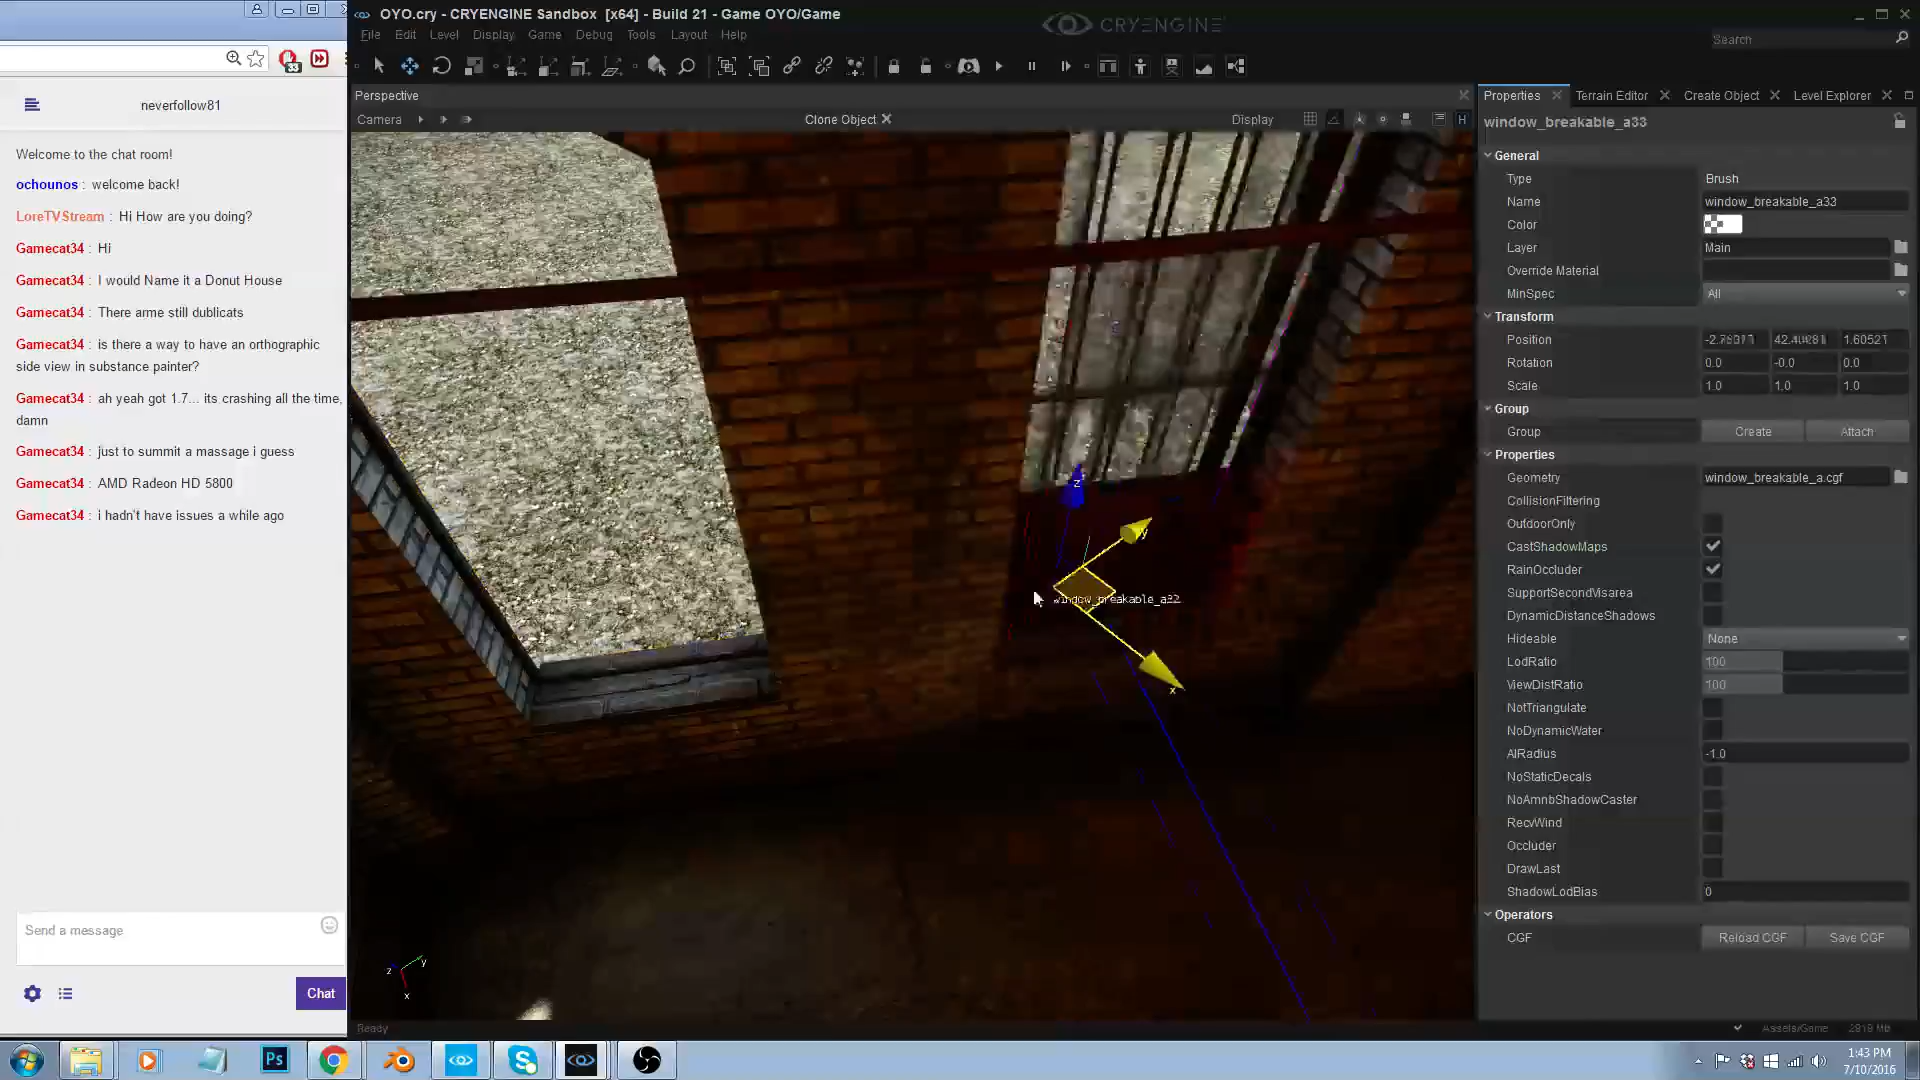 neverfollow81
Welcome to the chat room!
ochounos : welcome back!
LoreTVStream : Hi How are you doing?
Gamecat34 : Hi
Gamecat34 : I would Name it a Donut House
Gamecat34 : There arme still dublicats
Gamecat34 : is there a way to have an orthographic
side view in substance painter?
Gamecat34 : ah yeah got 1.7... its crashing all the time,
damn
Gamecat34 : just to summit a massage i guess
Gamecat34 : AMD Radeon HD 5800
Gamecat34 : i hadn't have issues a while ago
Send a message
Chat
OYO.cry - CRYENGINE Sandbox [x64] - Build 21 - Game OYO/Game
CRYENGINE
File Edit Level Display Game Debug Tools Layout Help
Search
Perspective
Camera
Clone Object
Display
H
z
y
x
window_breakable_a32
z
y
x
Ready
Properties Terrain Editor Create Object Level Explorer
window_breakable_a33
General
Type Brush
Name window_breakable_a33
Color
Layer Main
Override Material
MinSpec All
Transform
Position 1.60521
Rotation 0.0 -0.0 0.0
Scale 1.0 1.0 1.0
Group
Group Create Attach
Properties
Geometry window_breakable_a.cgf
CollisionFiltering
OutdoorOnly
CastShadowMaps
RainOccluder
SupportSecondVisarea
DynamicDistanceShadows
Hideable None
LodRatio 100
ViewDistRatio 100
NotTriangulate
NoDynamicWater
AIRadius -1.0
NoStaticDecals
NoAmnbShadowCaster
RecvWind
Occluder
DrawLast
ShadowLodBias 0
Operators
CGF Reload CGF Save CGF
Assets/Game 2919 Mb
Ps
1:43 PM
7/10/2016